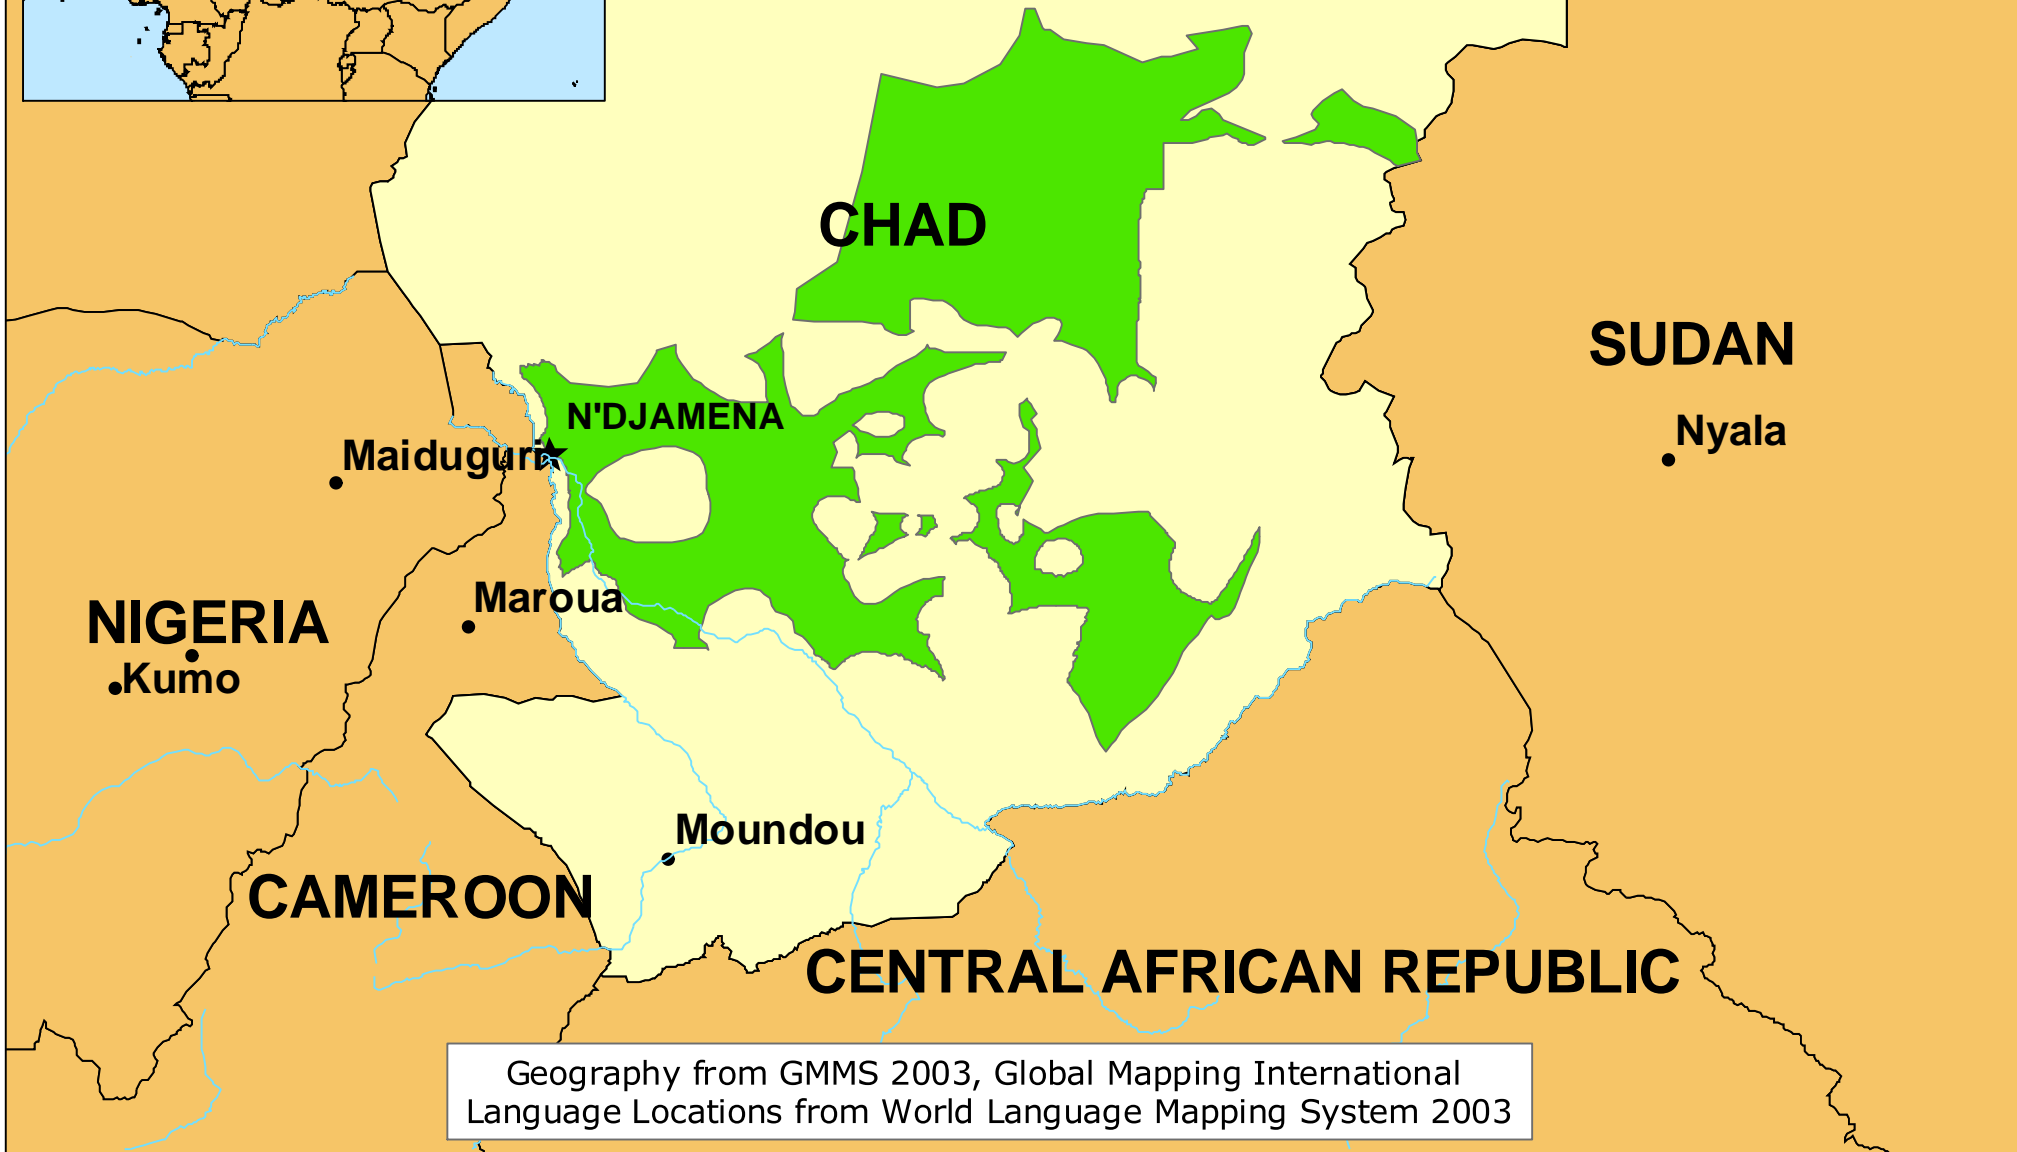 CHAD
SUDAN
N'DJAMENA
Nyala
Maiduguri
Maroua
NIGERIA
Kumo
Moundou
CAMEROON
CENTRAL AFRICAN REPUBLIC
Geography from GMMS 2003, Global Mapping International
Language Locations from World Language Mapping System 2003